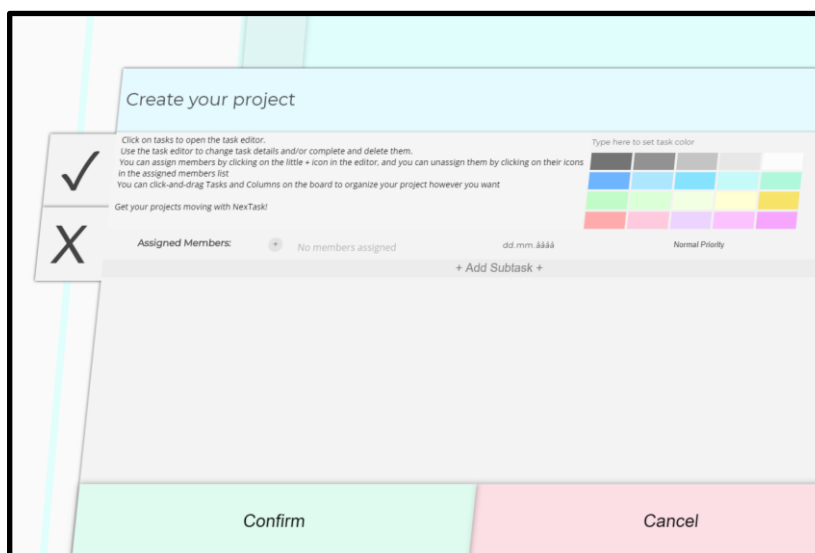 Create your project
Click on tasks to open the task editor.
Use the task editor to change task details and/or complete and delete them.
You can assign members by clicking on the little + icon in the editor, and you can unassign them by clicking on their icons
in the assigned members list
You can click-and-drag Tasks and Columns on the board to organize your project however you want
Get your projects moving with NexTask!
Type here to set task color
Assigned Members:
+
No members assigned
dd.mm.åååå
Normal Priority
+ Add Subtask +
Confirm
Cancel